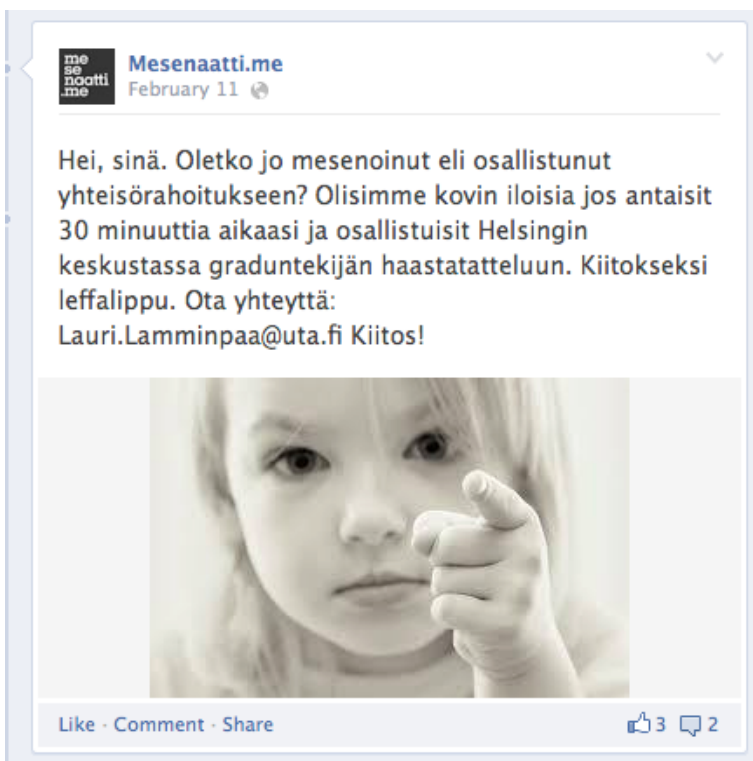 me
se
naatti
.me
Mesenaatti.me
February 11
Hei, sinä. Oletko jo mesenoinut eli osallistunut
yhteisörahoitukseen? Olisimme kovin iloisia jos antaisit
30 minuuttia aikaasi ja osallistuisit Helsingin
keskustassa graduntekijän haastatatteluun. Kiitokseksi
leffalippu. Ota yhteyttä:
Lauri.Lamminpaa@uta.fi Kiitos!
Like · Comment · Share 3 2